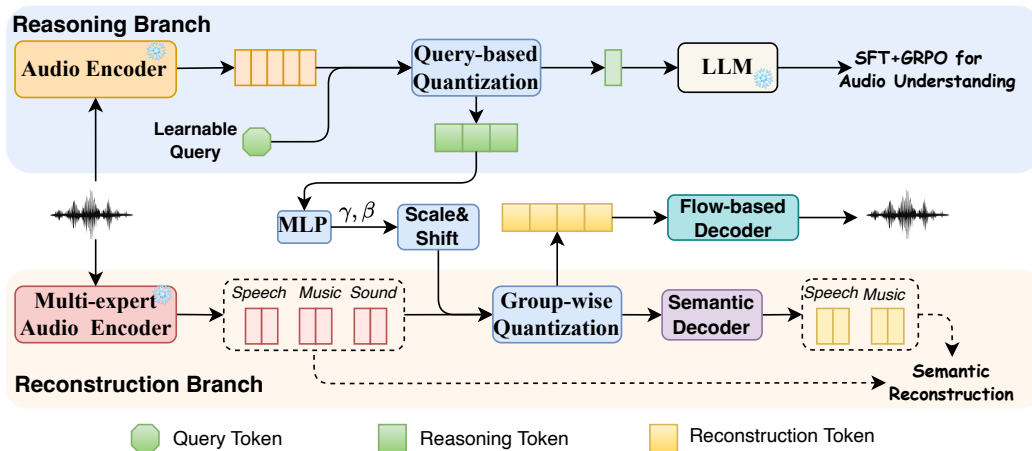 Reasoning Branch
Audio Encoder
Query-based
Quantization
LLM
SFT+GRPO for
Audio Understanding
Learnable
Query
MLP
γ, β
Scale&
Shift
Flow-based
Decoder
Multi-expert
Audio Encoder
Speech Music Sound
Group-wise
Quantization
Semantic
Decoder
Speech Music
Semantic
Reconstruction
Reconstruction Branch
Query Token
Reasoning Token
Reconstruction Token